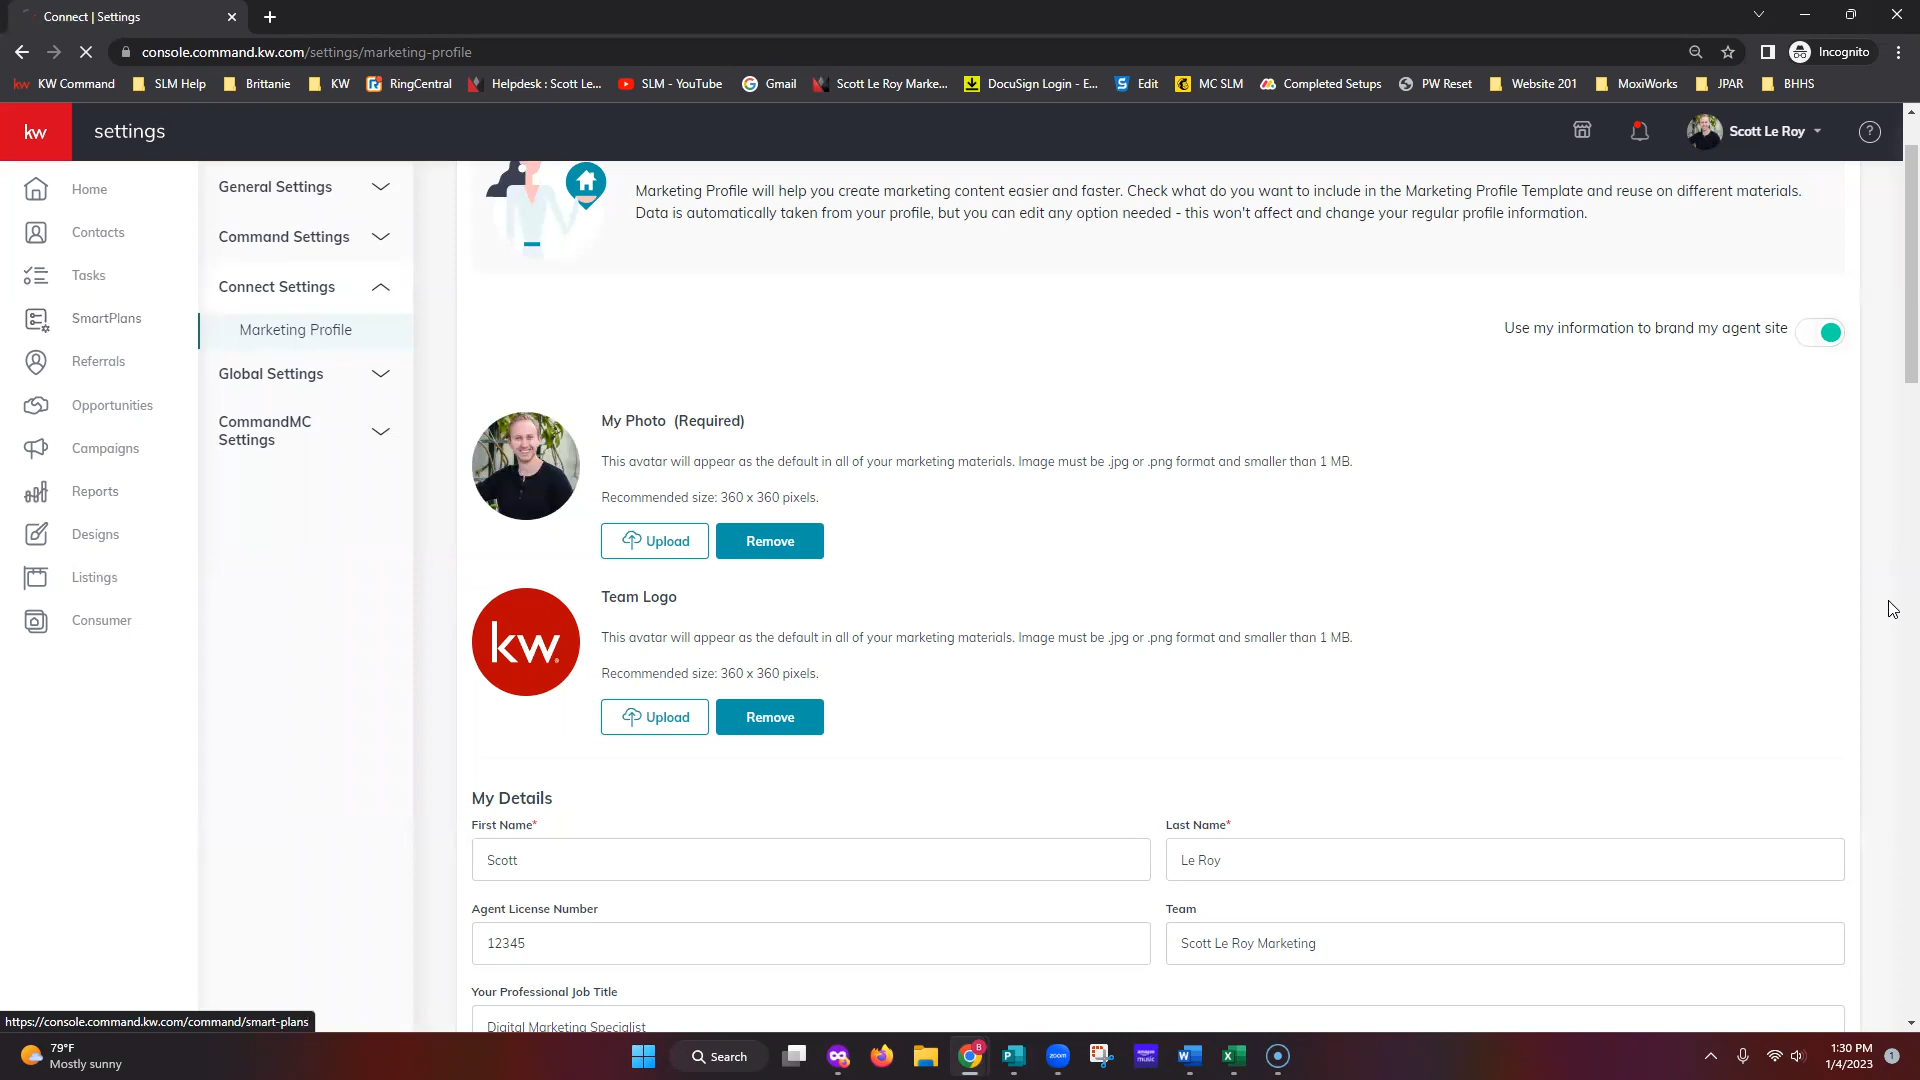 Connect | Settings
console.command.kw.com/settings/marketing-profile
Incognito
kw KW Command
SLM Help
Brittanie
KW
RingCentral
Helpdesk : Scott Le...
SLM - YouTube
Gmail
Scott Le Roy Marke...
DocuSign Login - E...
Edit
MC SLM
Completed Setups
PW Reset
Website 201
MoxiWorks
JPAR
BHHS
kw
settings
Scott Le Roy
?
Home
Contacts
Tasks
SmartPlans
Referrals
Opportunities
Campaigns
Reports
Designs
Listings
Consumer
General Settings
Command Settings
Connect Settings
Marketing Profile
Global Settings
CommandMC
Settings
Marketing Profile will help you create marketing content easier and faster. Check what do you want to include in the Marketing Profile Template and reuse on different materials.
Data is automatically taken from your profile, but you can edit any option needed - this won't affect and change your regular profile information.
Use my information to brand my agent site
My Photo (Required)
This avatar will appear as the default in all of your marketing materials. Image must be .jpg or .png format and smaller than 1 MB.
Recommended size: 360 x 360 pixels.
Upload
Remove
kw.
Team Logo
This avatar will appear as the default in all of your marketing materials. Image must be .jpg or .png format and smaller than 1 MB.
Recommended size: 360 x 360 pixels.
Upload
Remove
My Details
First Name*
Last Name*
Scott
Le Roy
Agent License Number
Team
12345
Scott Le Roy Marketing
Your Professional Job Title
Digital Marketing Specialist
https://console.command.kw.com/command/smart-plans
79°F
Mostly sunny
Search
8
zoom
amazon
music
1:30 PM
1/4/2023
1